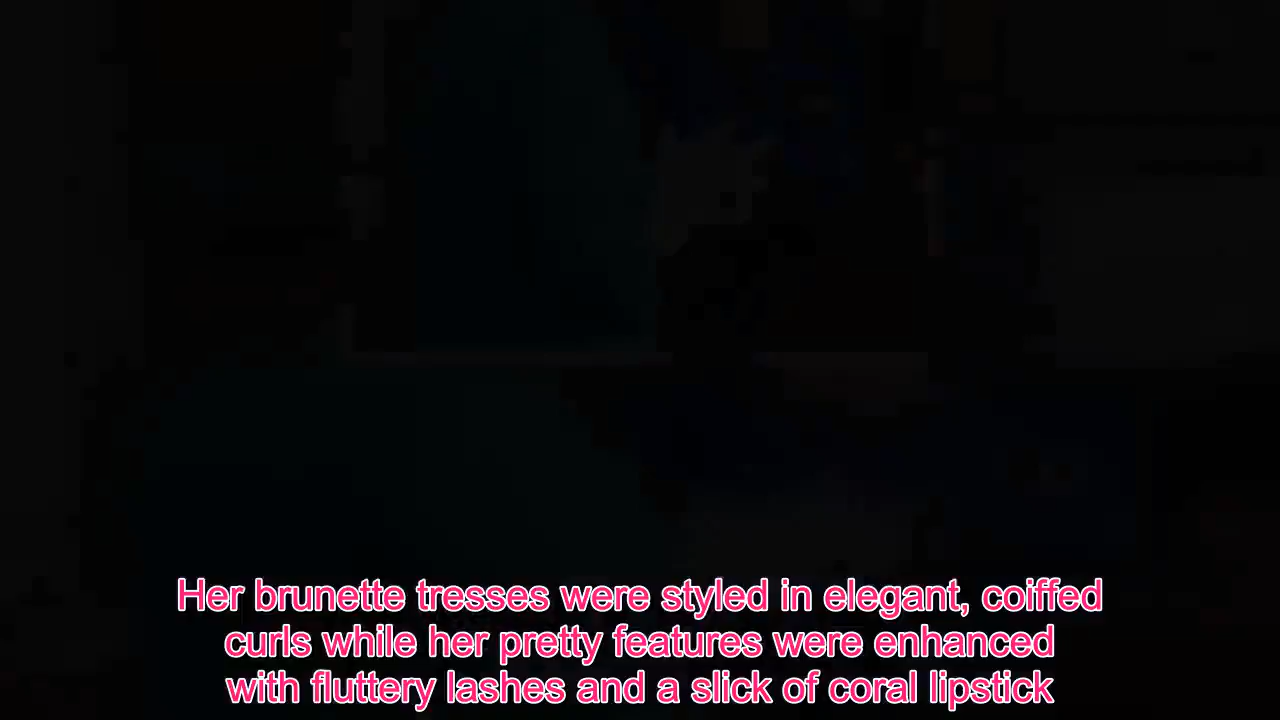 Her brunette tresses were styled in elegant, coiffed
curls while her pretty features were enhanced
with fluttery lashes and a slick of coral lipstick